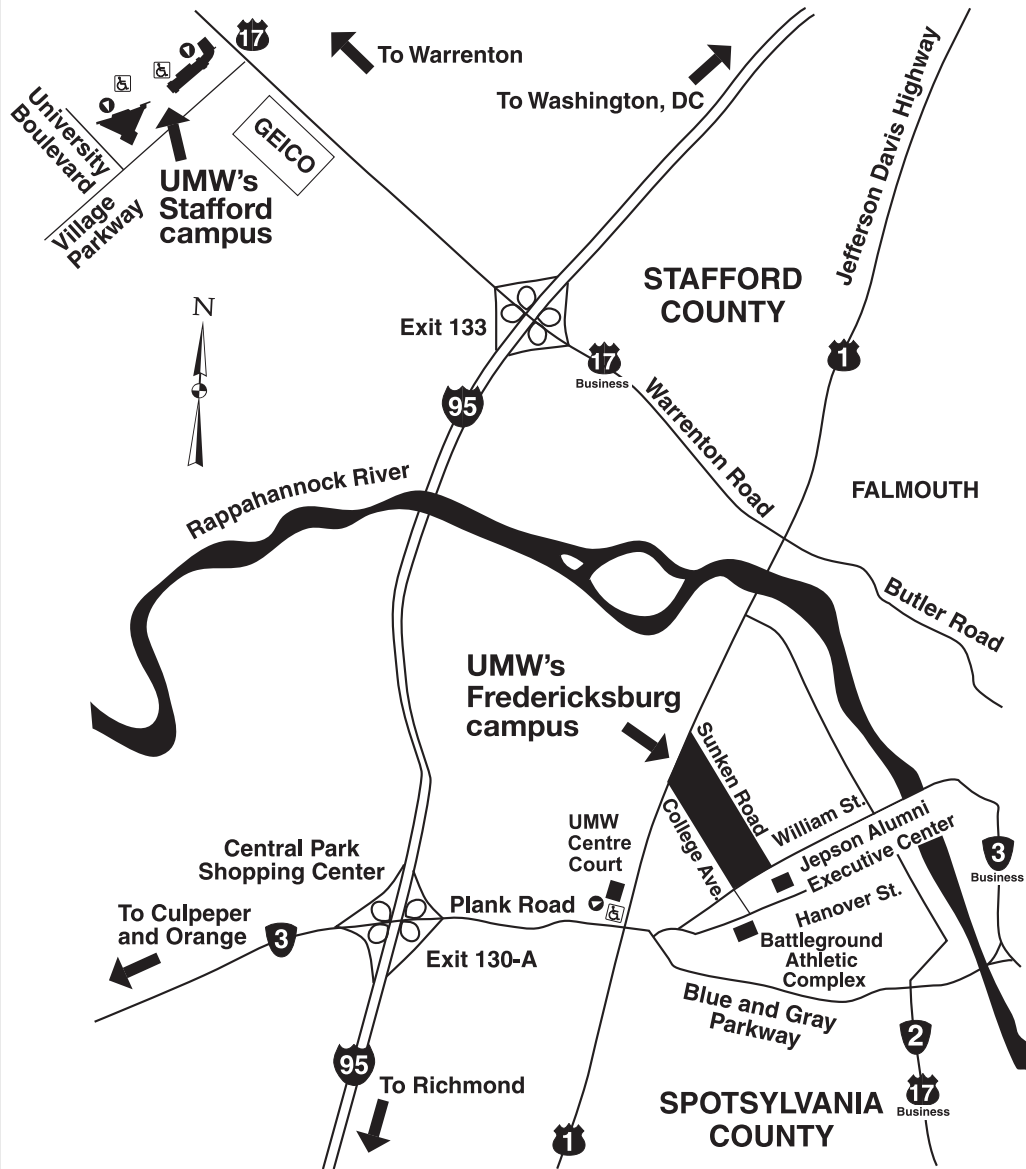 17
To Warrenton
To Washington, DC
Jefferson Davis Highway
University
Boulevard
GEICO
UMW's
Stafford
campus
Village
Parkway
STAFFORD
COUNTY
N
Exit 133
17
Business
1
95
Warrenton Road
Rappahannock River
FALMOUTH
Butler Road
UMW's
Fredericksburg
campus
Sunken Road
College Ave.
William St.
UMW
Centre
Court
Jepson Alumni
Executive Center
3
Business
Central Park
Shopping Center
Plank Road
Hanover St.
To Culpeper
and Orange
3
Exit 130-A
Battleground
Athletic
Complex
Blue and Gray
Parkway
2
95
To Richmond
17
Business
SPOTSYLVANIA
COUNTY
1